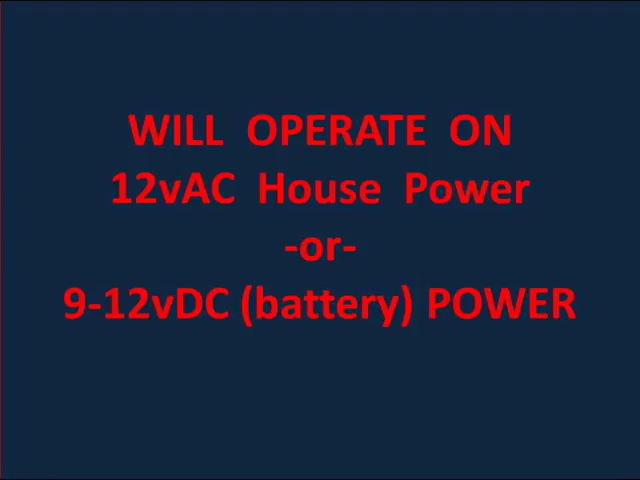 WILL OPERATE ON
12vAC House Power
-or-
9-12vDC (battery) POWER